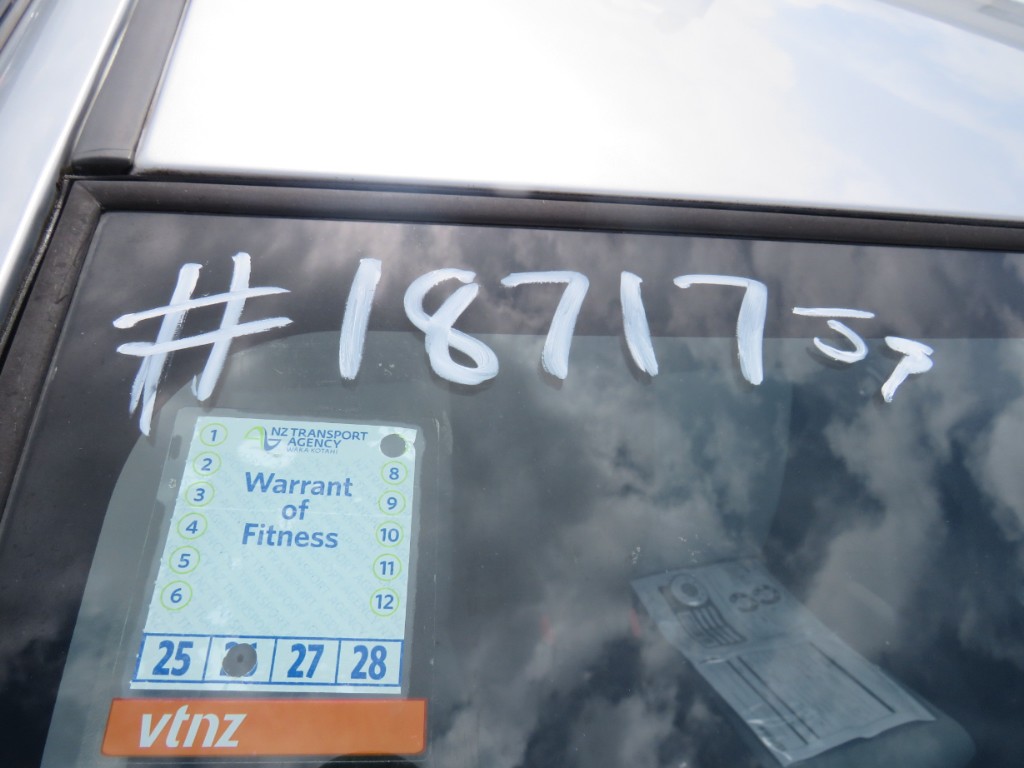 #18717
1
NZ TRANSPORT
AGENCY
WAKA KOTAHI
2
8
Warrant
of
Fitness
3
9
4
10
5
11
6
12
25
27
28
vtnz